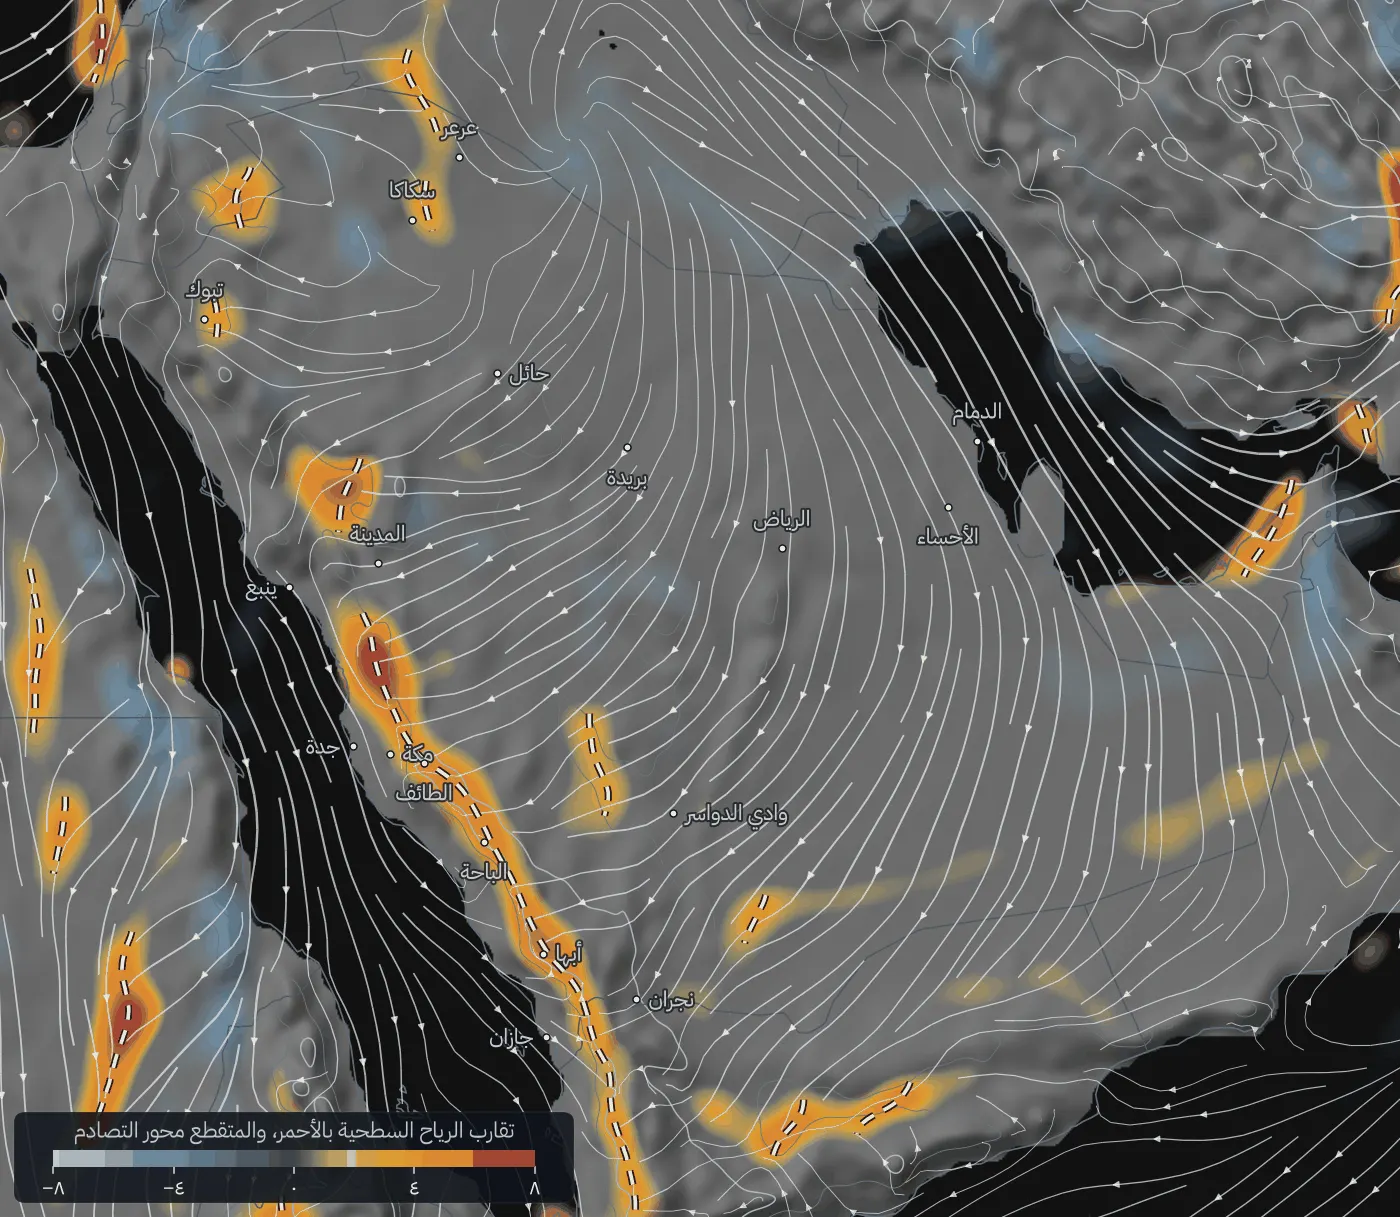 عرعر
سكاكا
تبوك
حائل
الدمام
بريدة
الرياض
الأحساء
المدينة
ينبع
جدة
مكة
الطائف
وادي الدواسر
الباحة
أبها
نجران
جازان
تقارب الرياح السطحية بالأحمر، والمتقطع محور التصادم
−٨ −٤ ٠ ٤ ٨